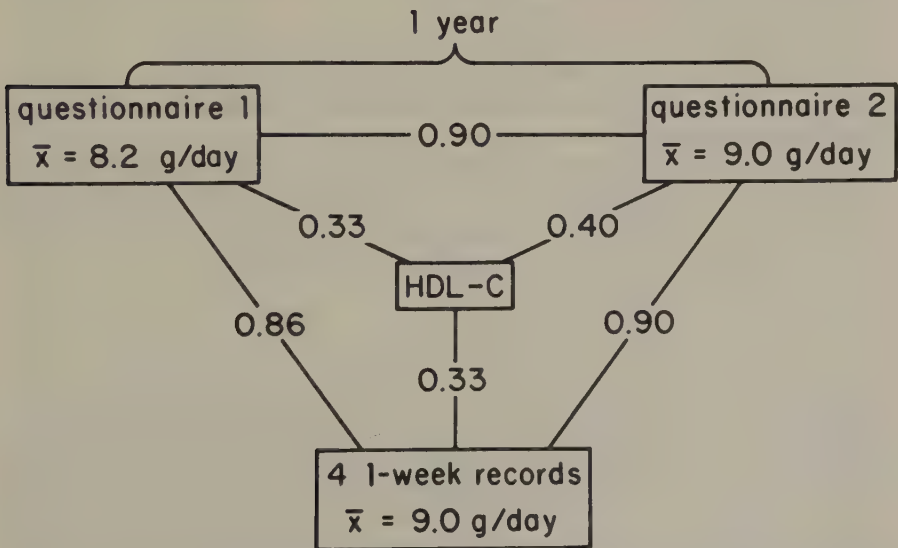 1 year
questionnaire 1
x̄ = 8.2 g/day
0.90
questionnaire 2
x̄ = 9.0 g/day
0.33
0.40
HDL-C
0.86
0.90
0.33
4 1-week records
x̄ = 9.0 g/day